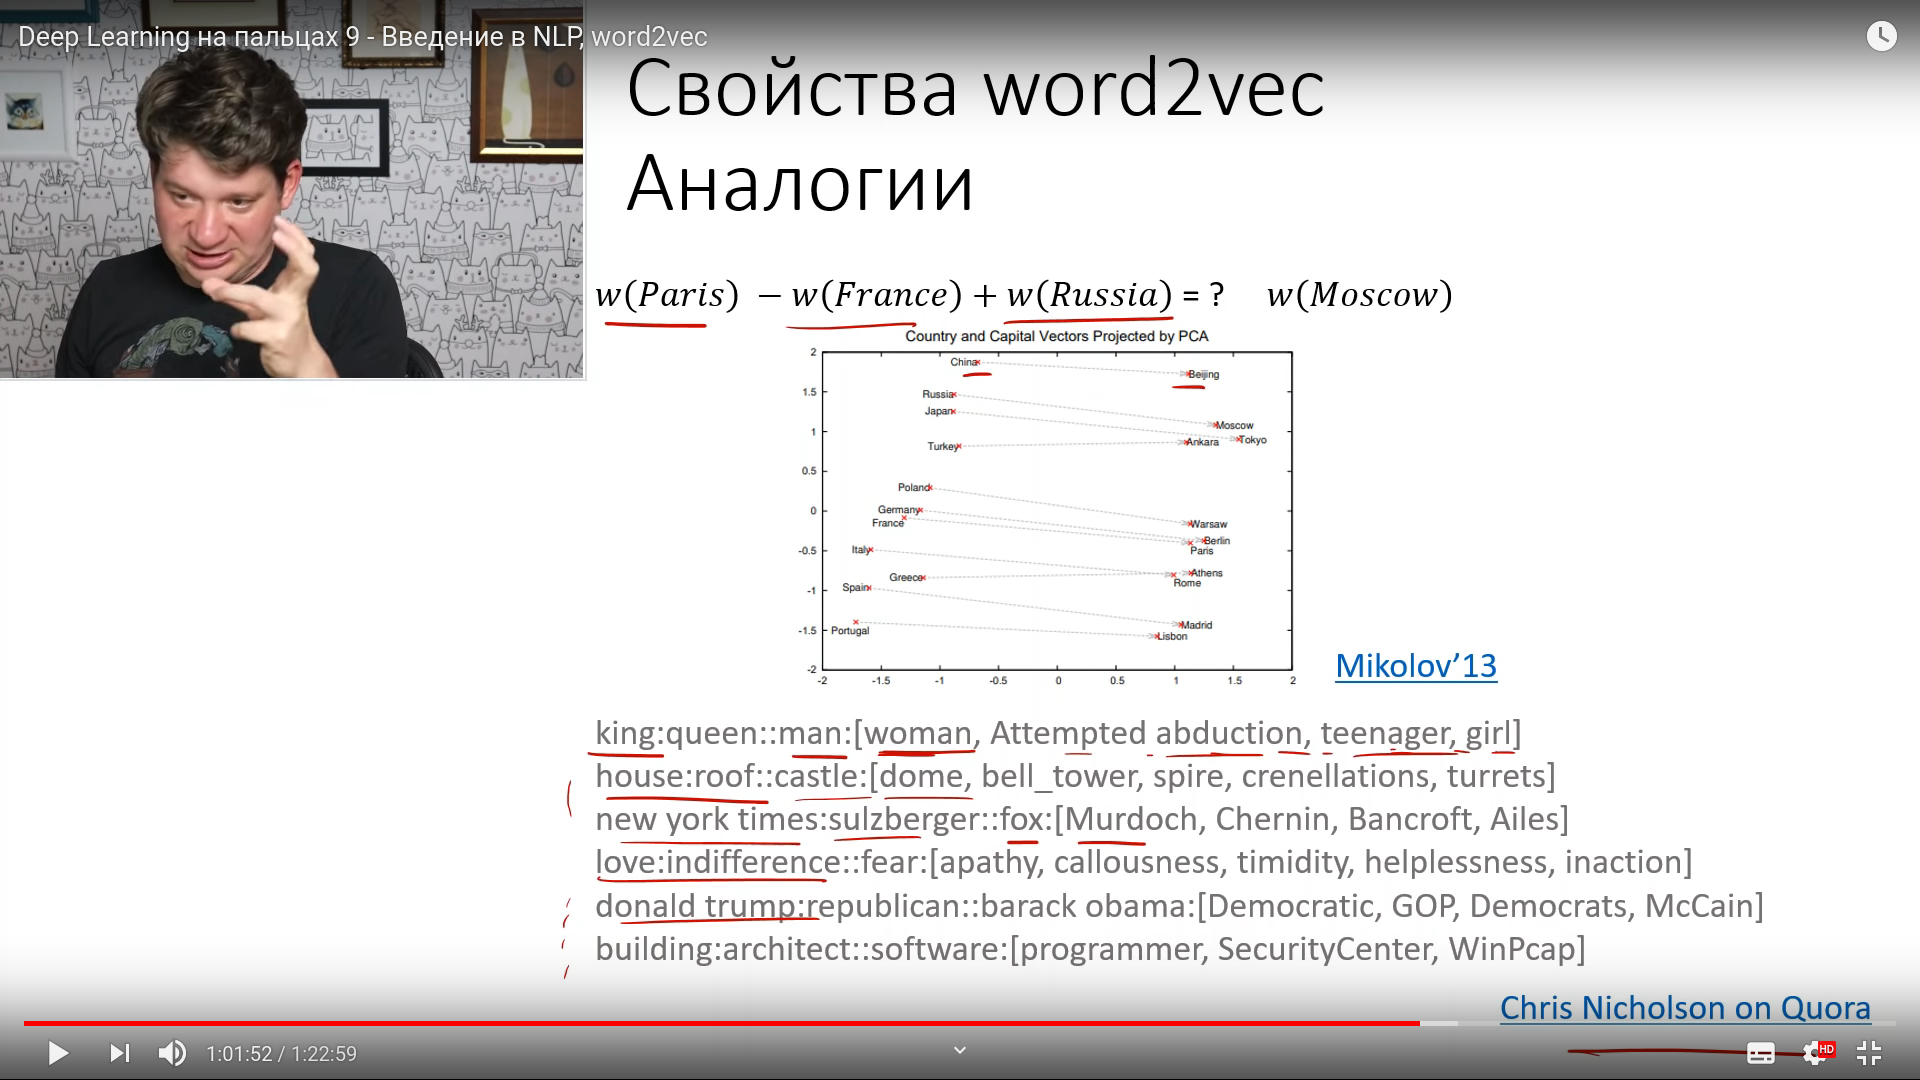 Deep Learning на пальцах 9 - Введение в NLP, word2vec
Свойства word2vec
Аналогии
w(Paris) − w(France) + w(Russia) = ? w(Moscow)
Country and Capital Vectors Projected by PCA
2
China
Beijing
1.5
Russia
Japan
Moscow
1
Tokyo
Turkey
Ankara
0.5
Poland
Germany
0
France
Warsaw
Berlin
-0.5
Italy
Paris
Greece
Athens
Rome
Spain
-1
Madrid
-1.5
Portugal
Lisbon
-2
-2 -1.5 -1 -0.5 0 0.5 1 1.5 2
Mikolov’13
king:queen::man:[woman, Attempted abduction, teenager, girl]
house:roof::castle:[dome, bell_tower, spire, crenellations, turrets]
new york times:sulzberger::fox:[Murdoch, Chernin, Bancroft, Ailes]
love:indifference::fear:[apathy, callousness, timidity, helplessness, inaction]
donald trump:republican::barack obama:[Democratic, GOP, Democrats, McCain]
building:architect::software:[programmer, SecurityCenter, WinPcap]
Chris Nicholson on Quora
1:01:52 / 1:22:59
HD